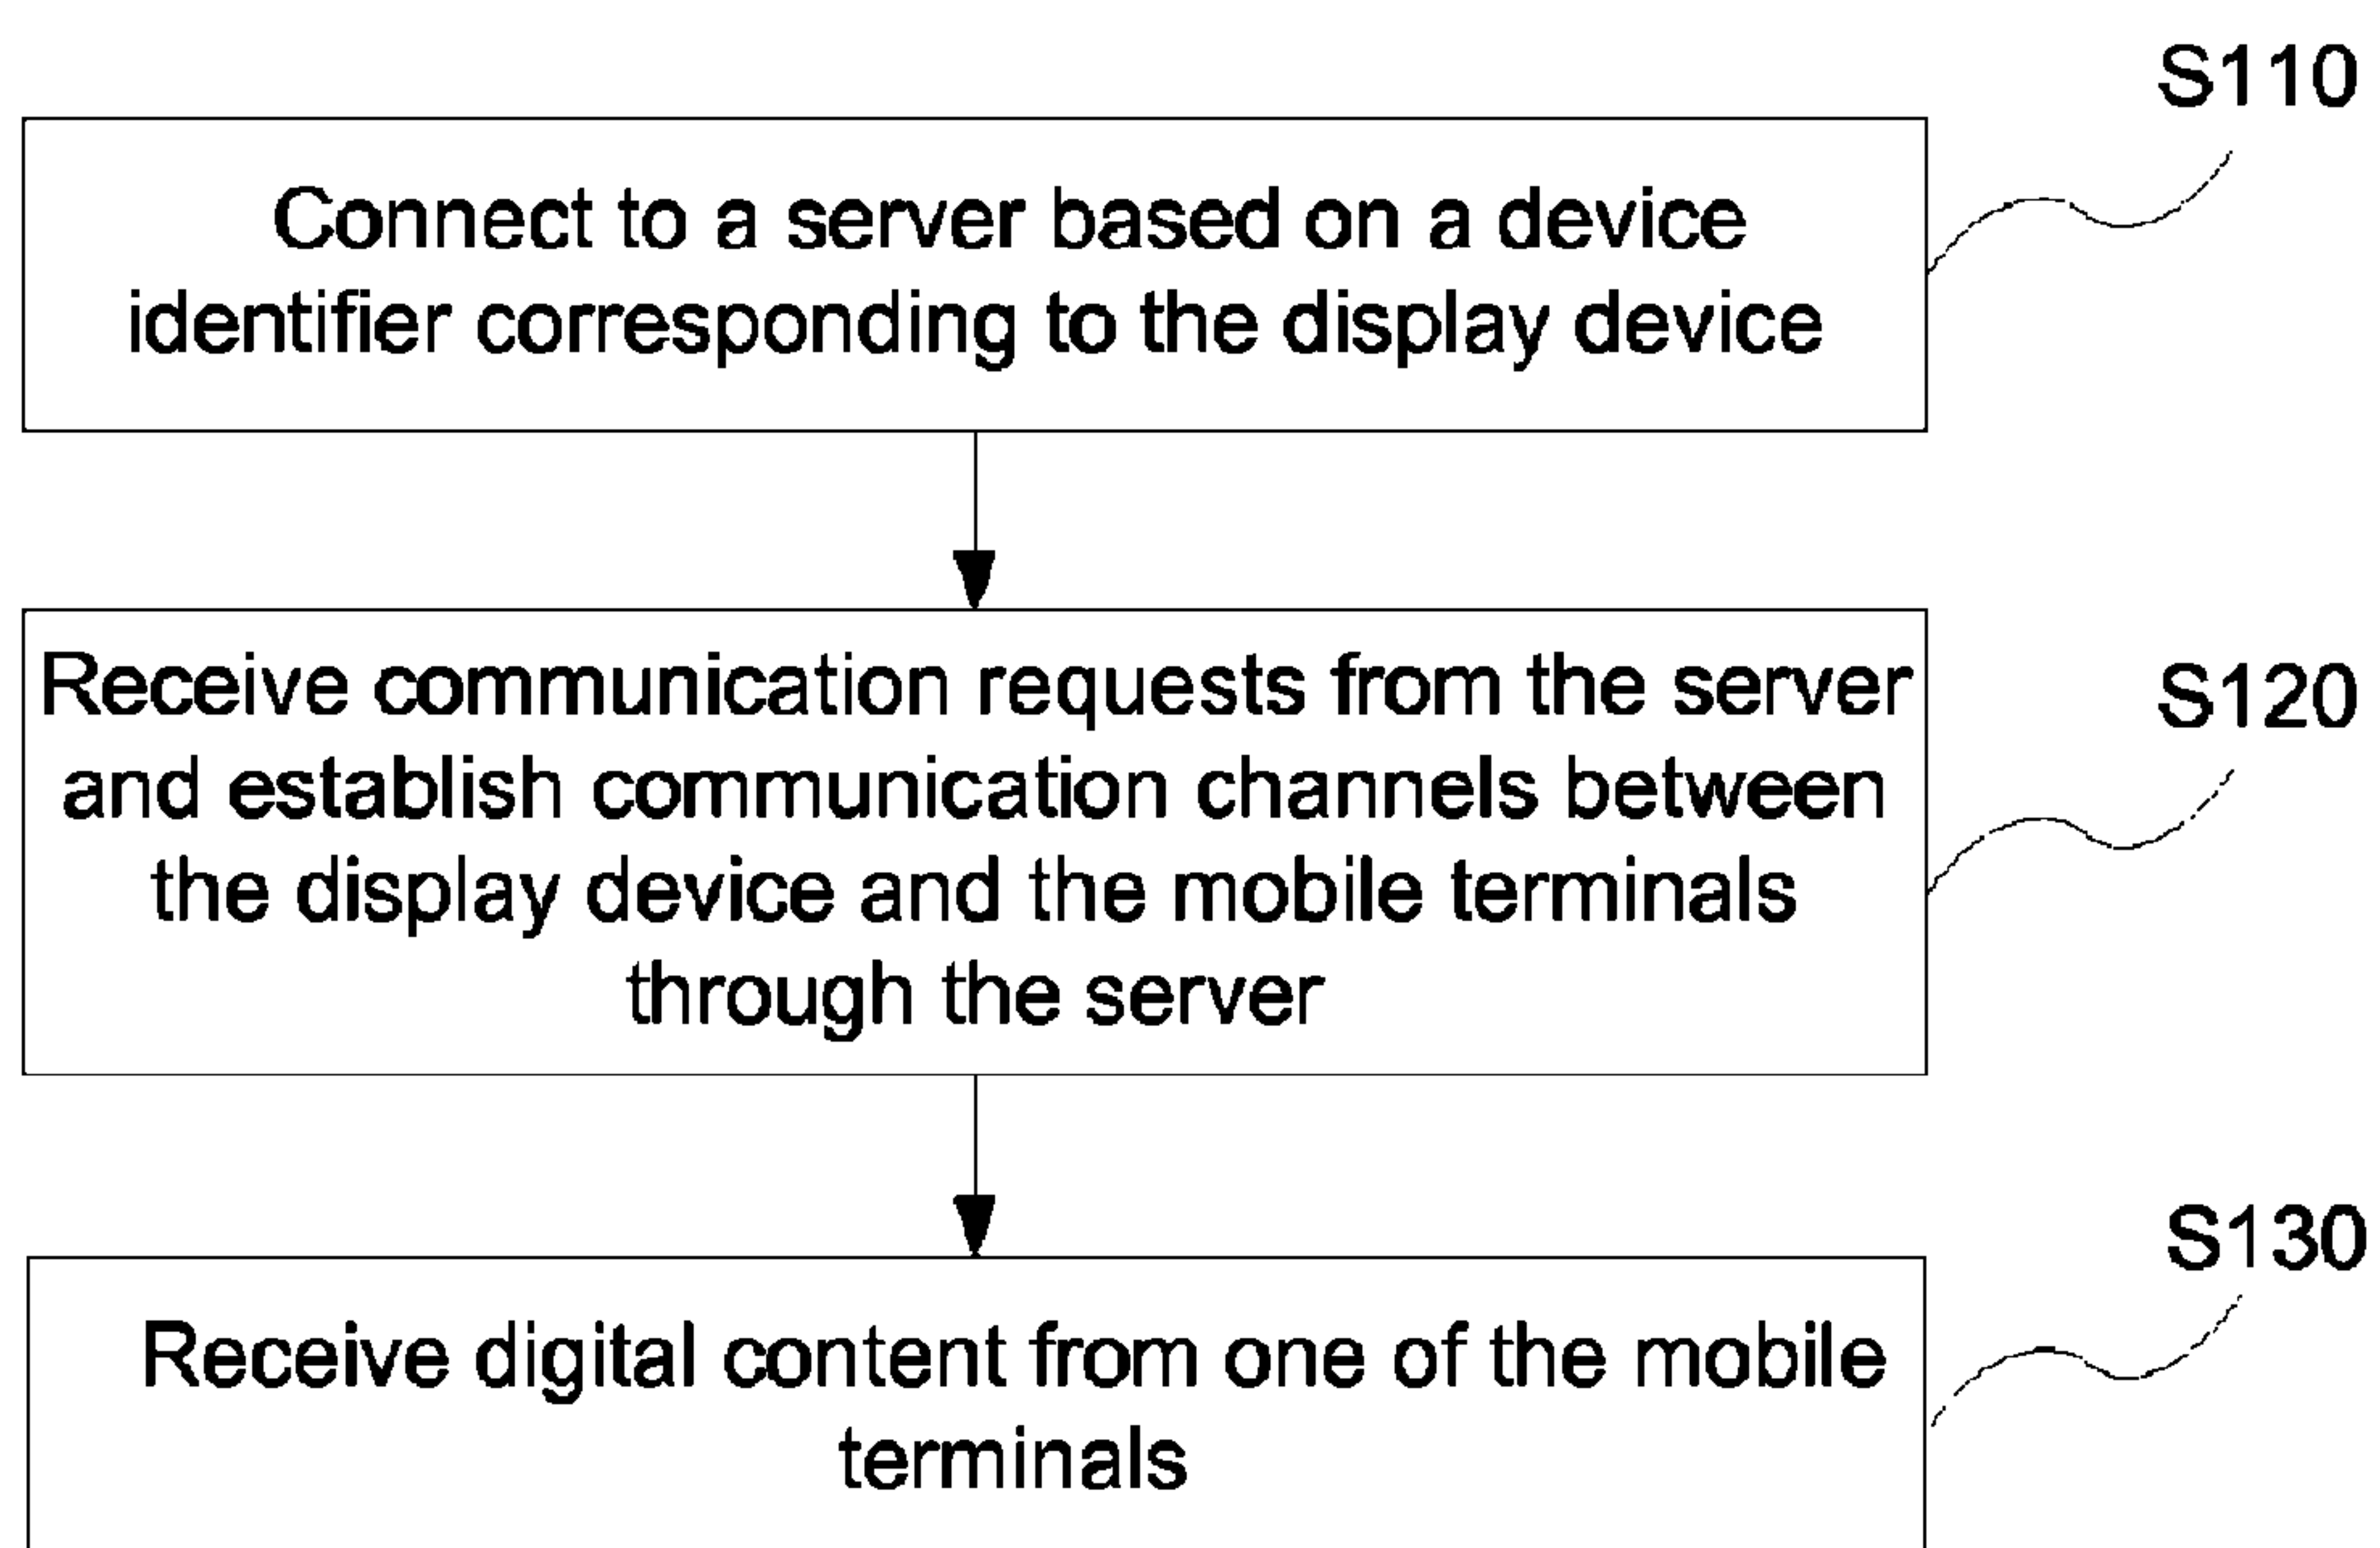 S110
Connect to a server based on a device
identifier corresponding to the display device
Receive communication requests from the server
and establish communication channels between
the display device and the mobile terminals
through the server
S120
S130
Receive digital content from one of the mobile
terminals